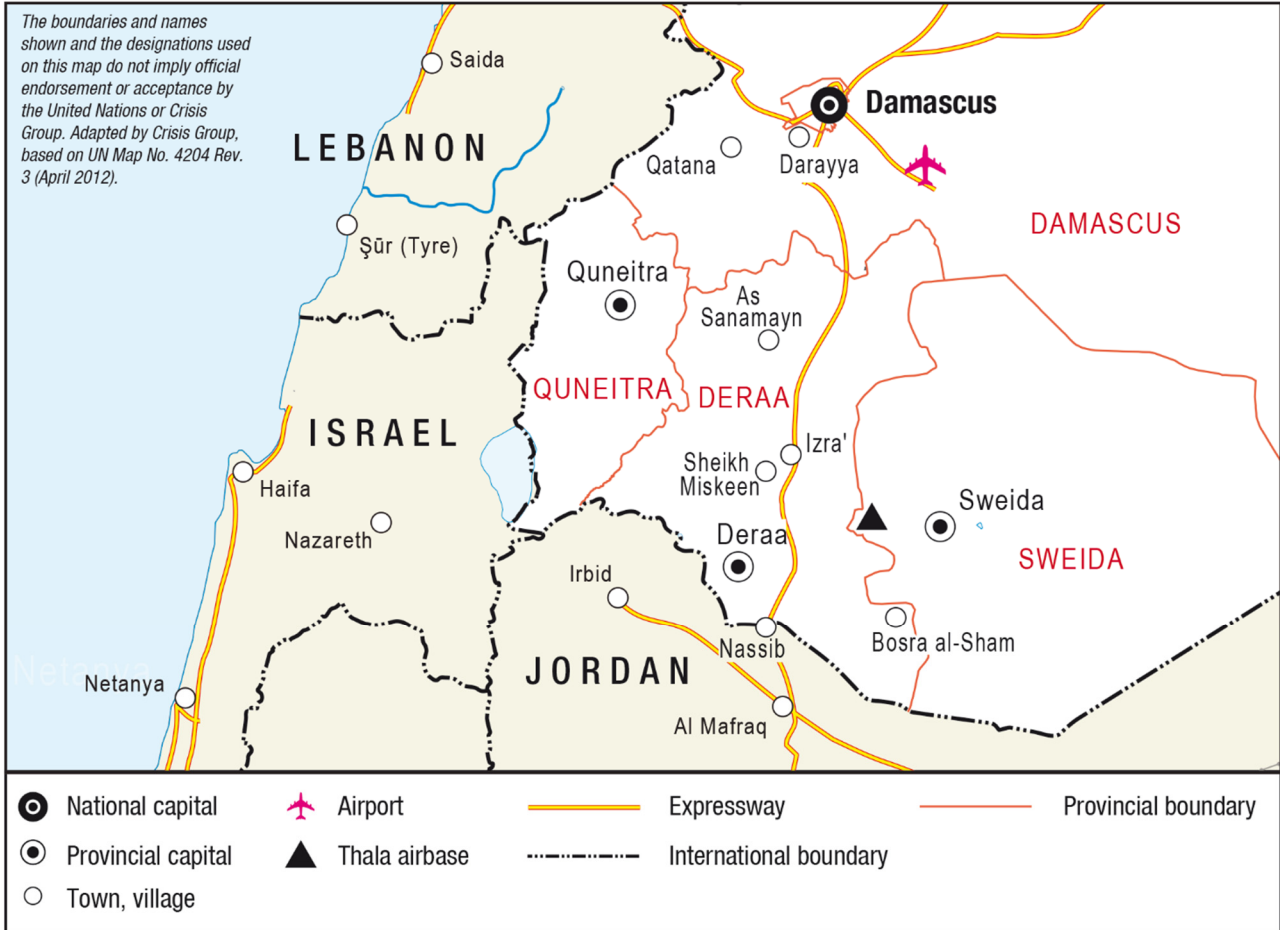 The boundaries and names
shown and the designations used
on this map do not imply official
endorsement or acceptance by
the United Nations or Crisis
Group. Adapted by Crisis Group,
based on UN Map No. 4204 Rev.
3 (April 2012).
Saida
LEBANON
Damascus
Qatana
Darayya
DAMASCUS
Şūr (Tyre)
Quneitra
As
Sanamayn
QUNEITRA
DERAA
ISRAEL
Izra'
Sheikh
Miskeen
Haifa
Sweida
Nazareth
Deraa
SWEIDA
Irbid
Bosra al-Sham
Nassib
JORDAN
Netanya
Netanya
Al Mafraq
National capital
Airport
Expressway
Provincial boundary
Provincial capital
Thala airbase
International boundary
Town, village